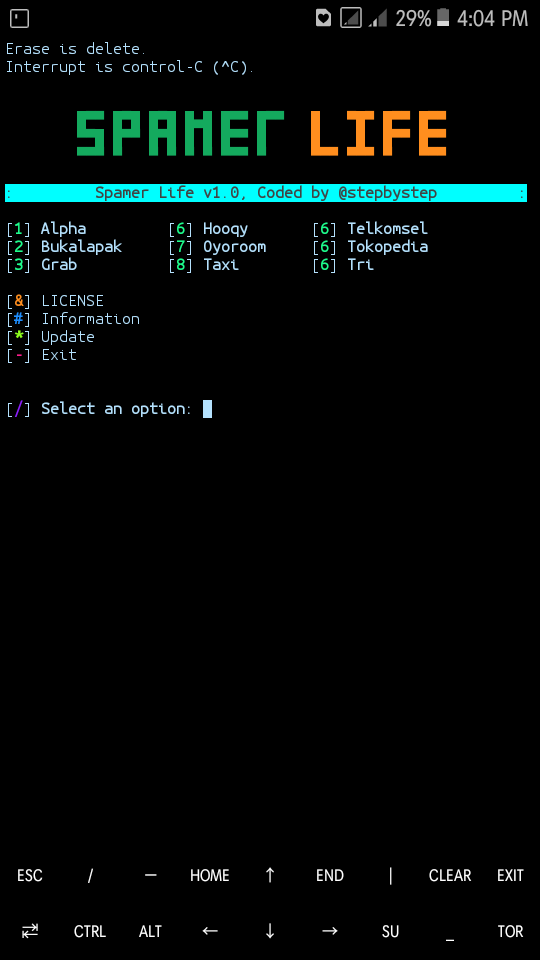 29% 4:04 PM
Erase is delete.
Interrupt is control-C (^C).
SPAMER LIFE
: Spamer Life v1.0, Coded by @stepbystep :
[1] Alpha [6] Hooqy [6] Telkomsel
[2] Bukalapak [7] Oyoroom [6] Tokopedia
[3] Grab [8] Taxi [6] Tri
[&] LICENSE
[#] Information
[*] Update
[-] Exit
[/] Select an option:
ESC / — HOME ↑ END | CLEAR EXIT
⇄ CTRL ALT ← ↓ → SU _ TOR